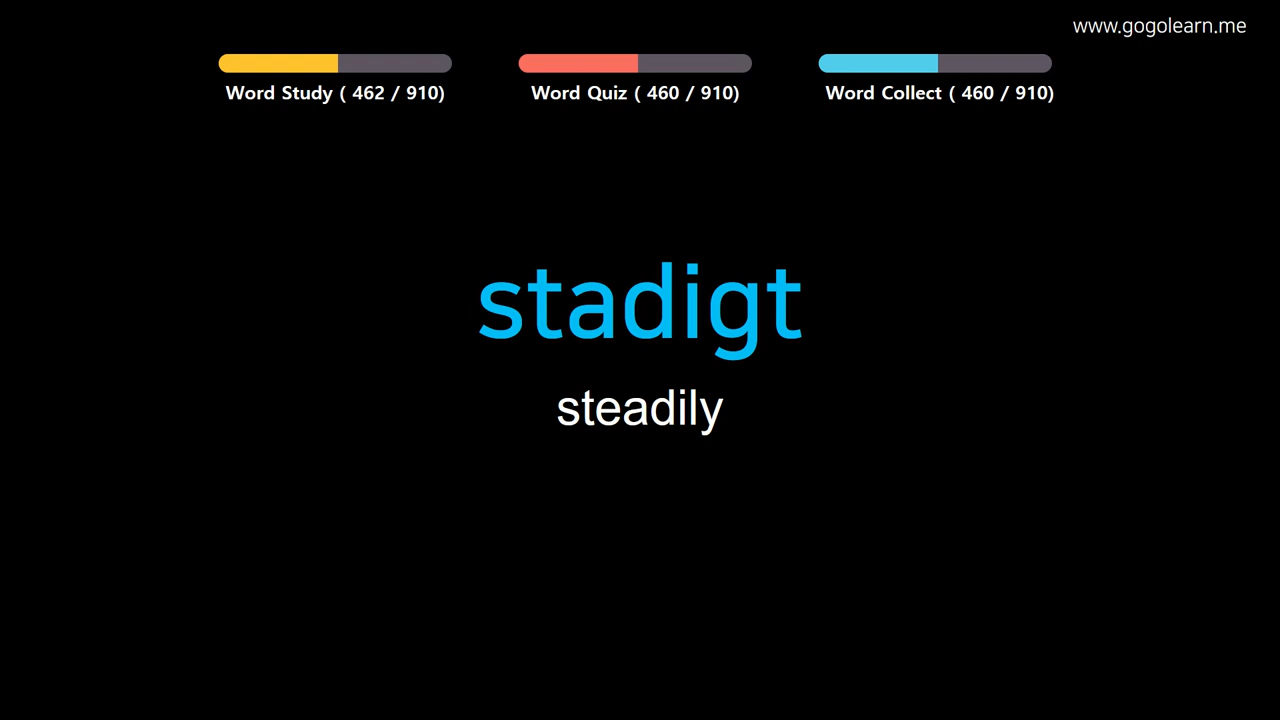 www.gogolearn.me
Word Study ( 462 / 910)
Word Quiz ( 460 / 910)
Word Collect ( 460 / 910)
stadigt
steadily